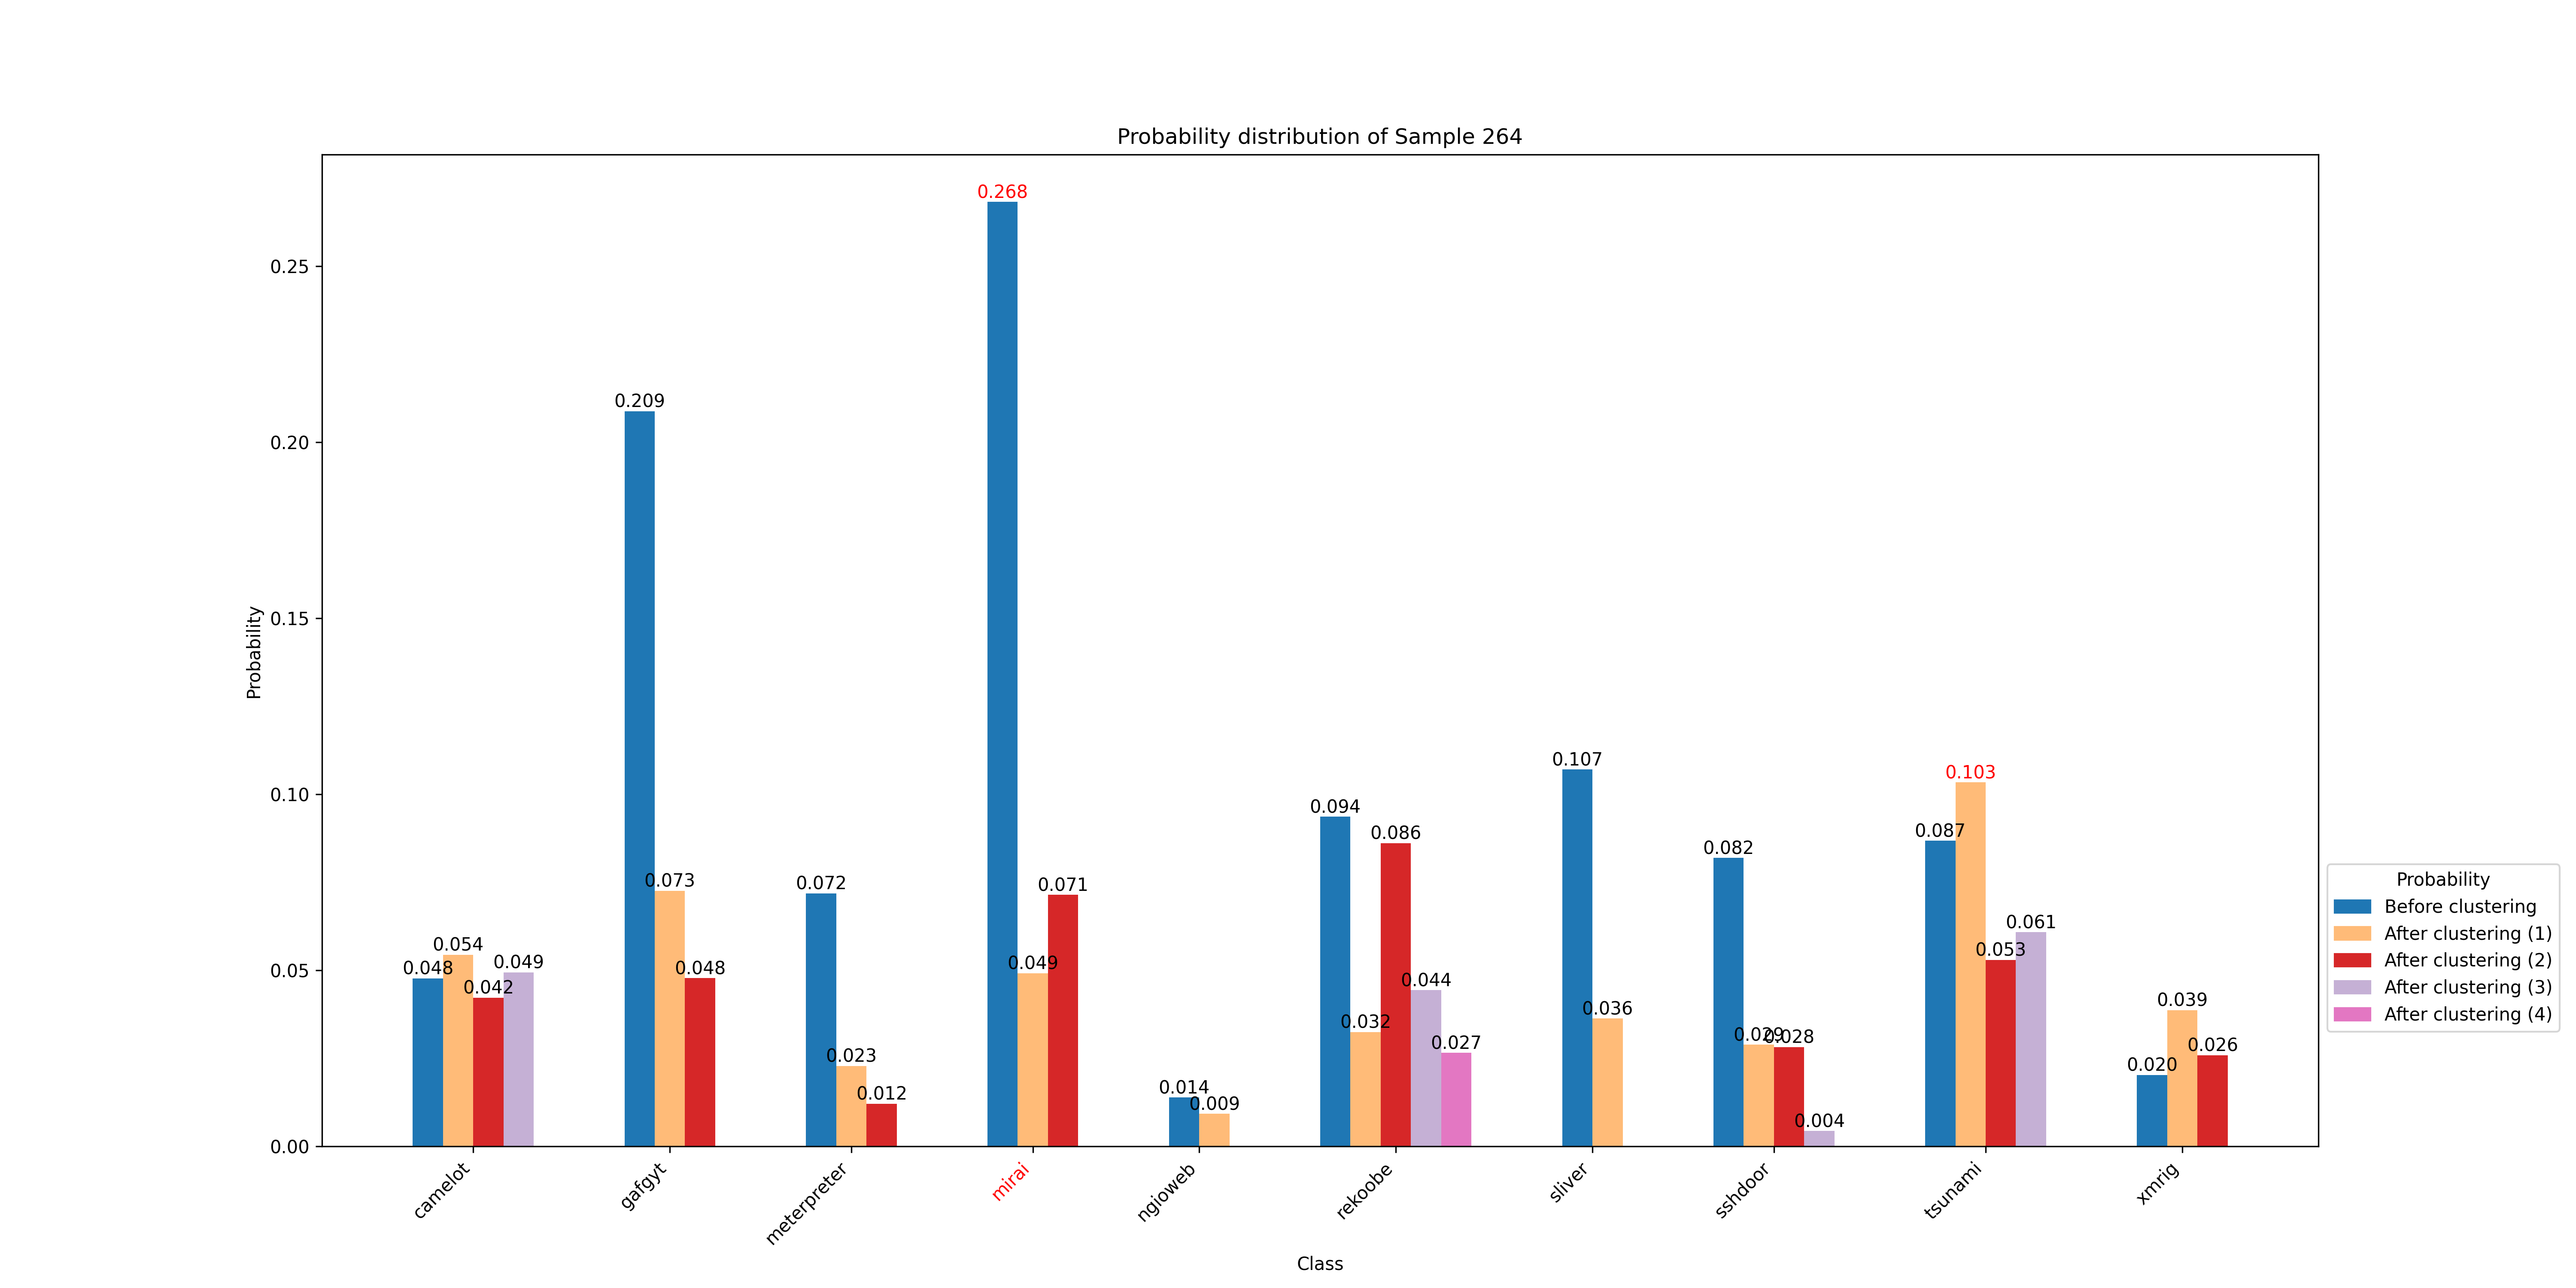 Probability distribution of Sample 264
Probability
0.25
0.20
0.15
0.10
0.05
0.00
0.048
0.054
0.042
0.049
0.209
0.073
0.048
0.072
0.023
0.012
0.268
0.049
0.071
0.014
0.009
0.094
0.032
0.086
0.044
0.027
0.107
0.036
0.082
0.029
0.028
0.004
0.087
0.103
0.053
0.061
0.020
0.039
0.026
camelot
gafgyt
meterpreter
mirai
ngioweb
rekoobe
sliver
sshdoor
tsunami
xmrig
Class
Probability
Before clustering
After clustering (1)
After clustering (2)
After clustering (3)
After clustering (4)